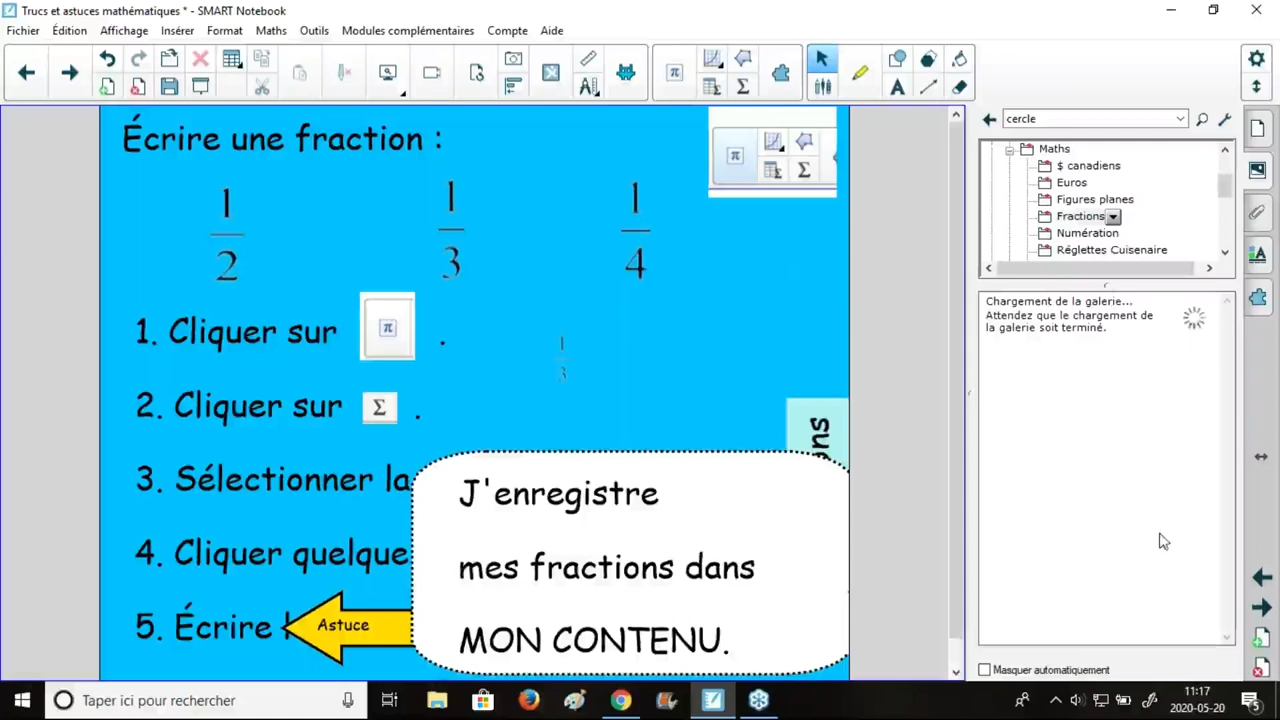 Trucs et astuces mathématiques * - SMART Notebook
Fichier Édition Affichage Insérer Format Maths Outils Modules complémentaires Compte Aide
π Σ A
Écrire une fraction :
π Σ
1/2 1/3 1/4
1. Cliquer sur π .
1/3
2. Cliquer sur Σ .
3. Sélectionner la
4. Cliquer quelque
5. Écrire
Astuce
J'enregistre
mes fractions dans
MON CONTENU.
cercle
Maths
$ canadiens
Euros
Figures planes
Fractions
Numération
Réglettes Cuisenaire
Chargement de la galerie...
Attendez que le chargement de
la galerie soit terminé.
Masquer automatiquement
Taper ici pour rechercher
11:17
2020-05-20
5